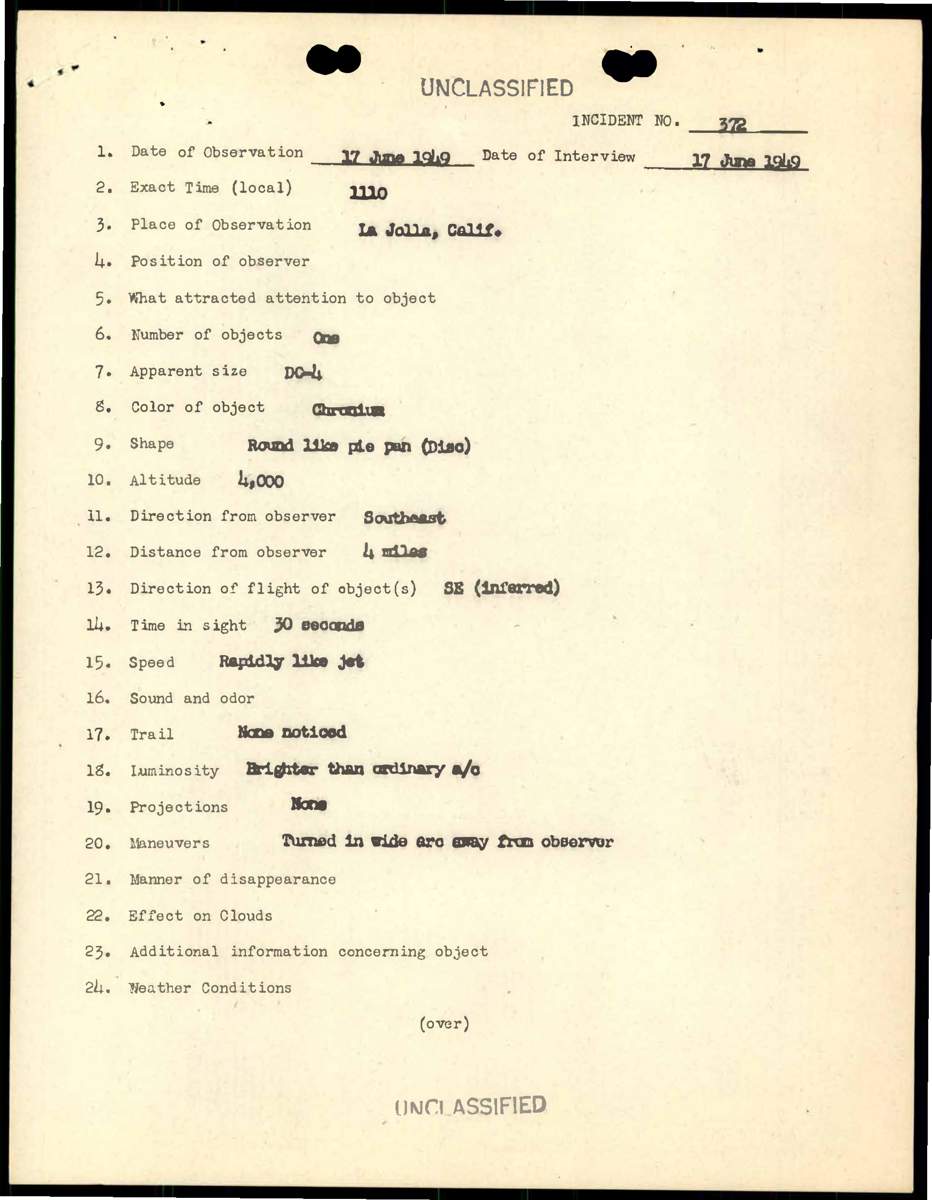 UNCLASSIFIED
INCIDENT NO. 372
1. Date of Observation 17 June 1949 Date of Interview 17 June 1949
2. Exact Time (local) 1110
3. Place of Observation La Jolla, Calif.
4. Position of observer
5. What attracted attention to object
6. Number of objects One
7. Apparent size DC-4
8. Color of object Chromium
9. Shape Round like pie pan (Disc)
10. Altitude 4,000
11. Direction from observer Southeast
12. Distance from observer 4 miles
13. Direction of flight of object(s) SE (inferred)
14. Time in sight 30 seconds
15. Speed Rapidly like jet
16. Sound and odor
17. Trail None noticed
18. Luminosity Brighter than ordinary a/c
19. Projections None
20. Maneuvers Turned in wide arc away from observer
21. Manner of disappearance
22. Effect on Clouds
23. Additional information concerning object
24. Weather Conditions
(over)
UNCLASSIFIED